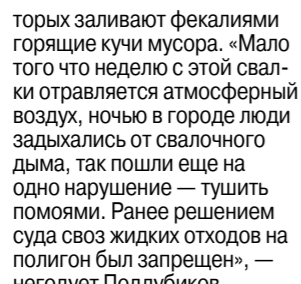 торых заливают фекалиями
горящие кучи мусора. «Мало
того что неделю с этой свал-
ки отравляется атмосферный
воздух, ночью в городе люди
задыхались от свалочного
дыма, так пошли еще на
одно нарушение — тушить
помоями. Ранее решением
суда своз жидких отходов на
полигон был запрещен», —
негодует Поддубиков